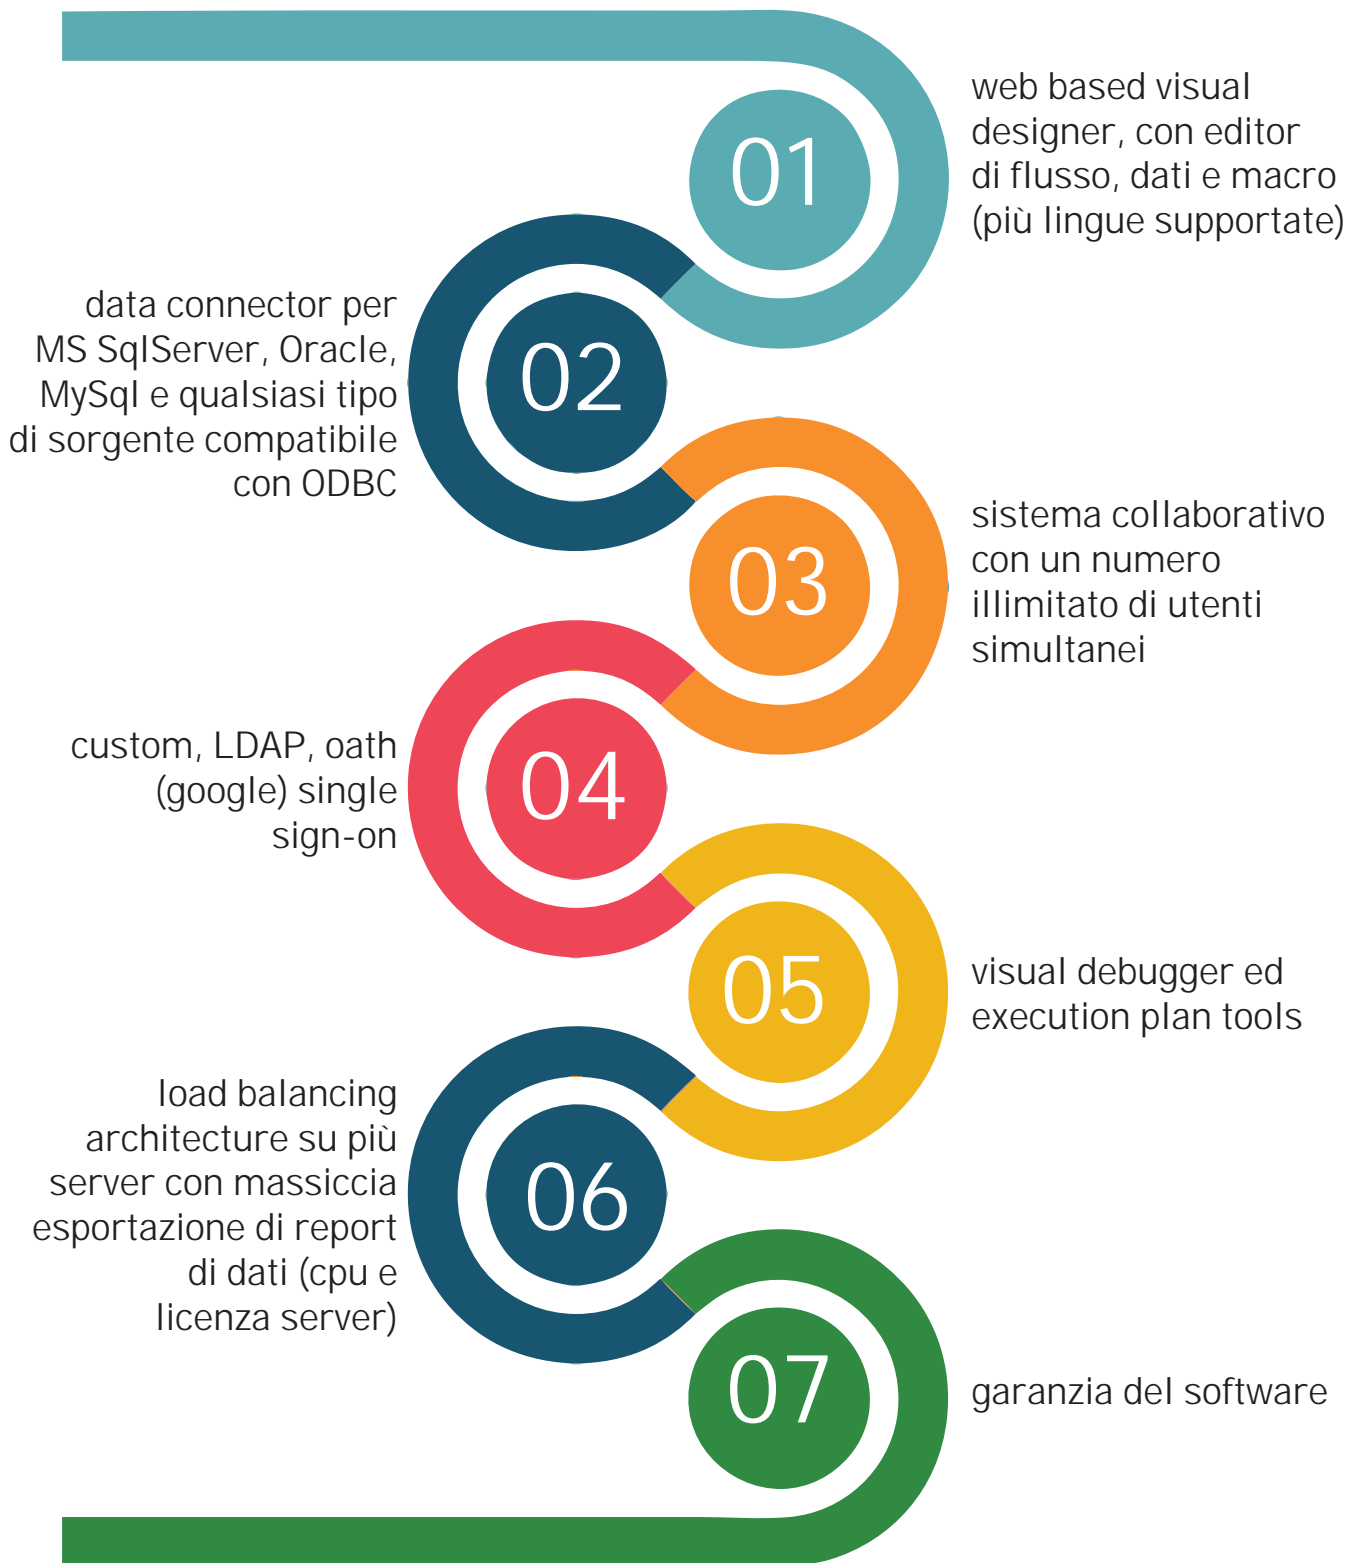 01
web based visual
designer, con editor
di flusso, dati e macro
(più lingue supportate)
02
data connector per
MS SqlServer, Oracle,
MySql e qualsiasi tipo
di sorgente compatibile
con ODBC
03
sistema collaborativo
con un numero
illimitato di utenti
simultanei
04
custom, LDAP, oath
(google) single
sign-on
05
visual debugger ed
execution plan tools
06
load balancing
architecture su più
server con massiccia
esportazione di report
di dati (cpu e
licenza server)
07
garanzia del software